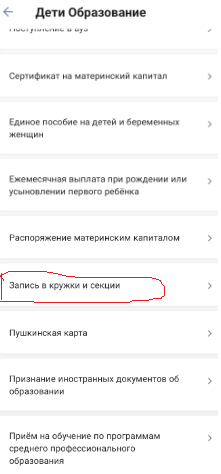 Дети Образование
Поступление в вуз
Сертификат на материнский капитал
Единое пособие на детей и беременных
женщин
Ежемесячная выплата при рождении или
усыновлении первого ребёнка
Распоряжение материнским капиталом
Запись в кружки и секции
Пушкинская карта
Признание иностранных документов об
образовании
Приём на обучение по программам
среднего профессионального
образования